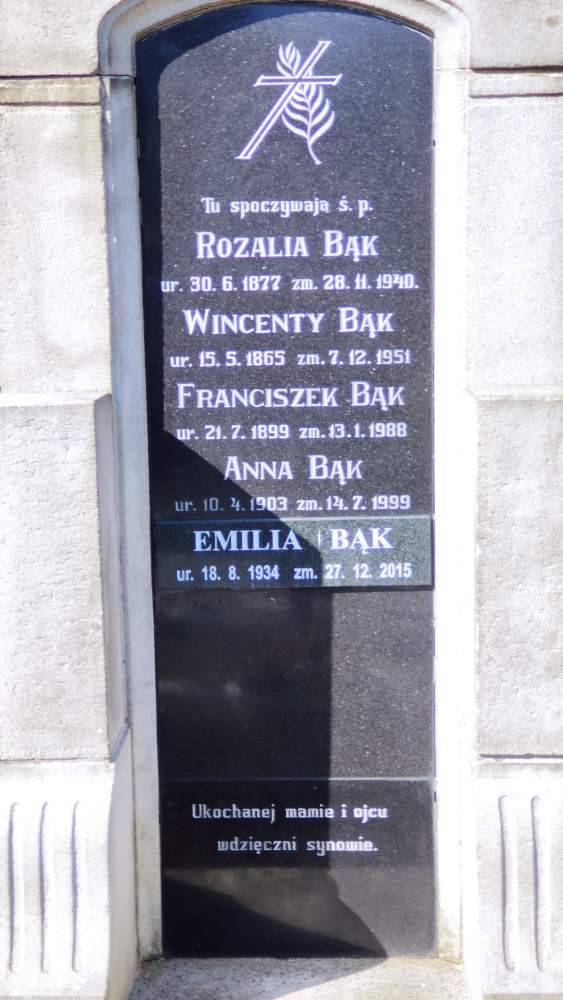 Tu spoczywają ś. p.
ROZALIA BĄK
ur. 30. 6. 1877 zm. 28. 11. 1940.
WINCENTY BĄK
ur. 15. 5. 1865 zm. 7. 12. 1951
FRANCISZEK BĄK
ur. 21. 7. 1899 zm. 13. 1. 1988
ANNA BĄK
ur. 10. 4. 1903 zm. 14. 7. 1999
EMILIA BĄK
ur. 18. 8. 1934 zm. 27. 12. 2015
Ukochanej mamie i ojcu
wdzięczni synowie.